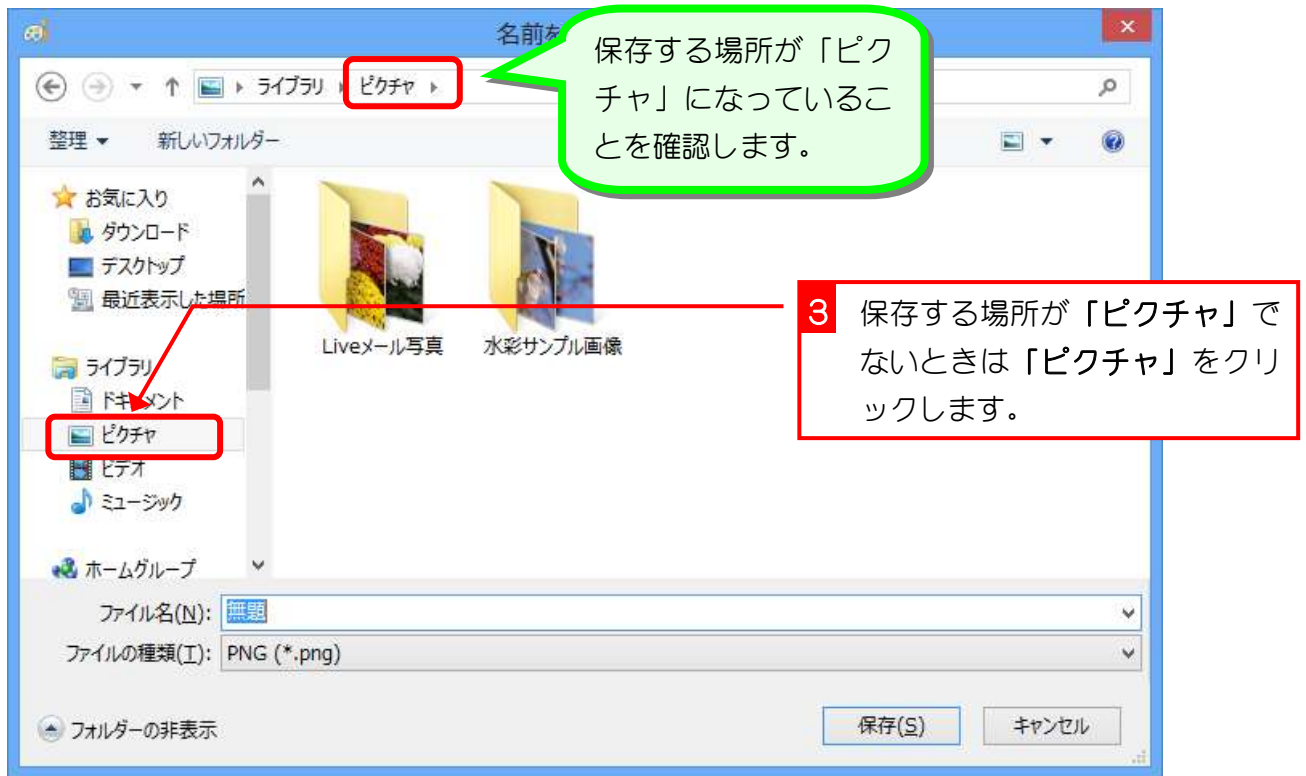 名前を
保存する場所が「ピク
チャ」になっているこ
とを確認します。
ライブラリ ピクチャ
整理 新しいフォルダー
お気に入り
ダウンロード
デスクトップ
最近表示した場所
ライブラリ
ドキュメント
ピクチャ
ビデオ
ミュージック
ホームグループ
Liveメール写真 水彩サンプル画像
3 保存する場所が「ピクチャ」で
ないときは「ピクチャ」をクリ
ックします。
ファイル名(N): 無題
ファイルの種類(T): PNG (*.png)
フォルダーの非表示
保存(S) キャンセル